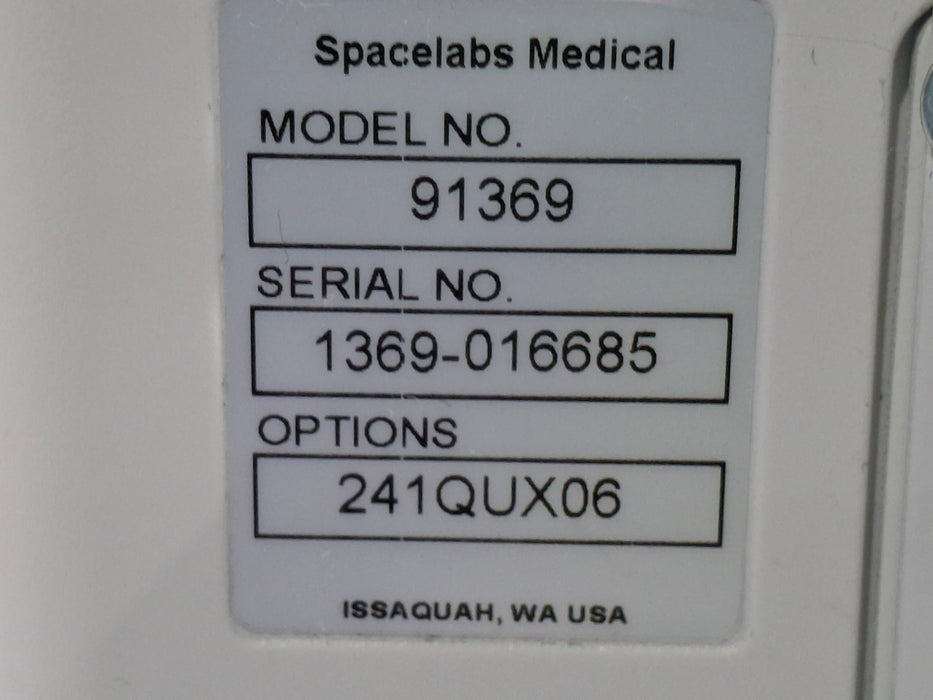 Spacelabs Medical
MODEL NO.
91369
SERIAL NO.
1369-016685
OPTIONS
241QUX06
ISSAQUAH, WA USA